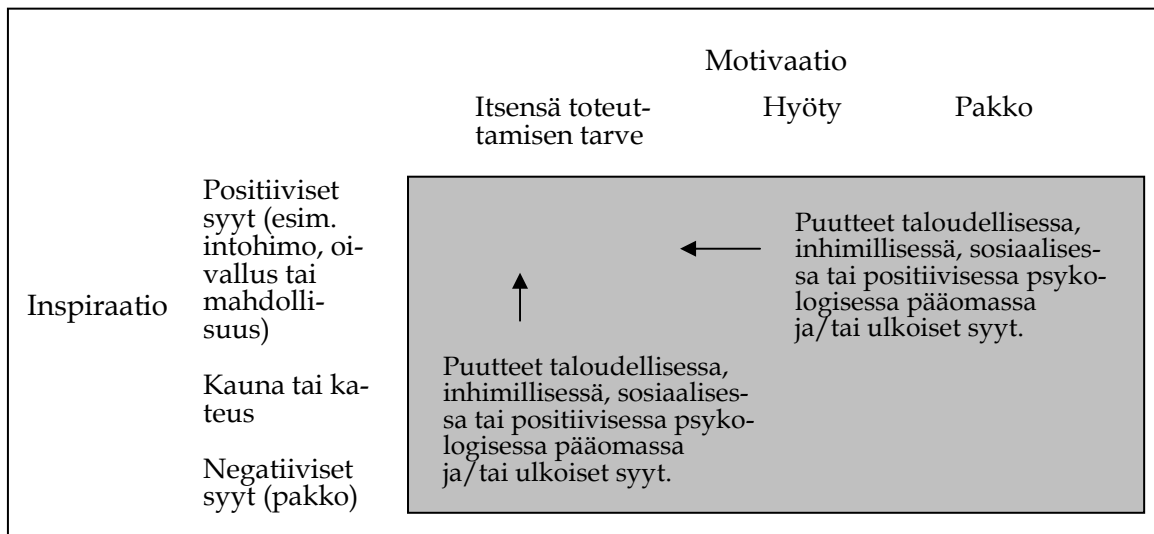 Motivaatio
Itsensä toteut-
tamisen tarve
Hyöty
Pakko
Inspiraatio
Positiiviset
syyt (esim.
intohimo, oi-
vallus tai
mahdolli-
suus)
Kauna tai ka-
teus
Negatiiviset
syyt (pakko)
Puutteet taloudellisessa,
inhimillisessä, sosiaalises-
sa tai positiivisessa psyko-
logisessa pääomassa
ja/tai ulkoiset syyt.
Puutteet taloudellisessa,
inhimillisessä, sosiaalises-
sa tai positiivisessa psyko-
logisessa pääomassa
ja/tai ulkoiset syyt.